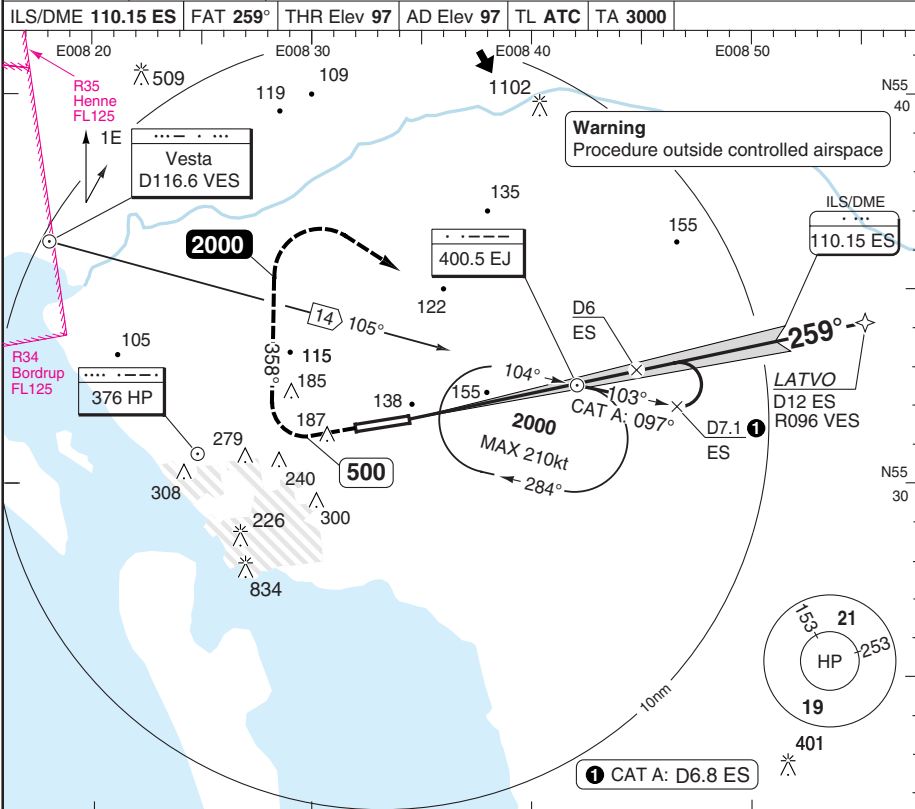 ILS/DME 110.15 ES FAT 259° THR Elev 97 AD Elev 97 TL ATC TA 3000
E008 20 E008 30 E008 40 E008 50
509
109
119
1102
N55
40
R35
Henne
FL125
1E
Vesta
D116.6 VES
Warning
Procedure outside controlled airspace
135
155
ILS/DME
110.15 ES
2000
400.5 EJ
122
D6
ES
14 105°
259°
105
115
358°
R34
Bordrup
FL125
376 HP
185
104°
155
138
103°
CAT A: 097°
LATVO
D12 ES
R096 VES
187
2000
MAX 210kt
D7.1 1
ES
279
500
284°
308
240
300
N55
30
226
834
153
21
253
HP
19
10nm
401
1 CAT A: D6.8 ES